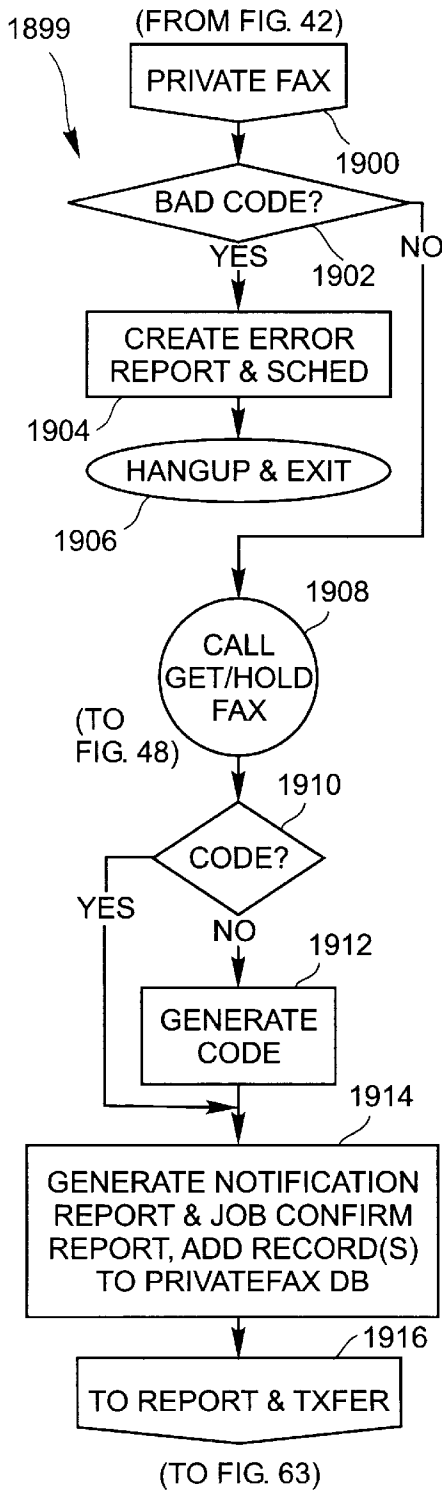 (FROM FIG. 42)
1899
PRIVATE FAX
1900
BAD CODE?
NO
YES
1902
CREATE ERROR
REPORT & SCHED
1904
HANGUP & EXIT
1906
1908
CALL
GET/HOLD
FAX
(TO
FIG. 48)
1910
CODE?
YES
NO
1912
GENERATE
CODE
1914
GENERATE NOTIFICATION
REPORT & JOB CONFIRM
REPORT, ADD RECORD(S)
TO PRIVATEFAX DB
1916
TO REPORT & TXFER
(TO FIG. 63)